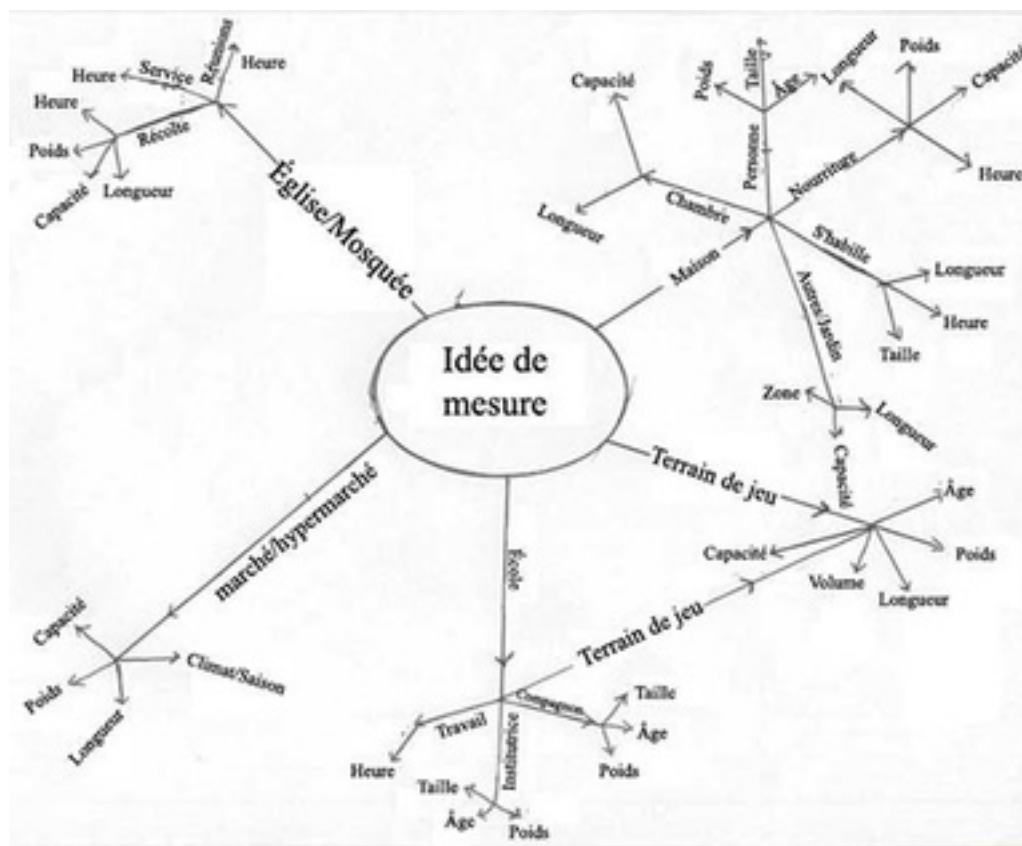 Idée de
mesure
Église/Mosquée
Réunions
Heure
Service
Heure
Récolte
Heure
Poids
Capacité
Longueur
Maison
Chambre
Capacité
Longueur
Personne
Poids
Taille
Âge
Nourriture
Longueur
Poids
Capacité
Heure
S'habille
Longueur
Heure
Taille
Autres/Jardin
Zone
Longueur
Capacité
Terrain de jeu
Âge
Poids
Longueur
Volume
Capacité
Terrain de jeu
École
Compagnon
Taille
Âge
Poids
Institutrice
Taille
Âge
Poids
Travail
Heure
marché/hypermarché
Capacité
Poids
Longueur
Climat/Saison